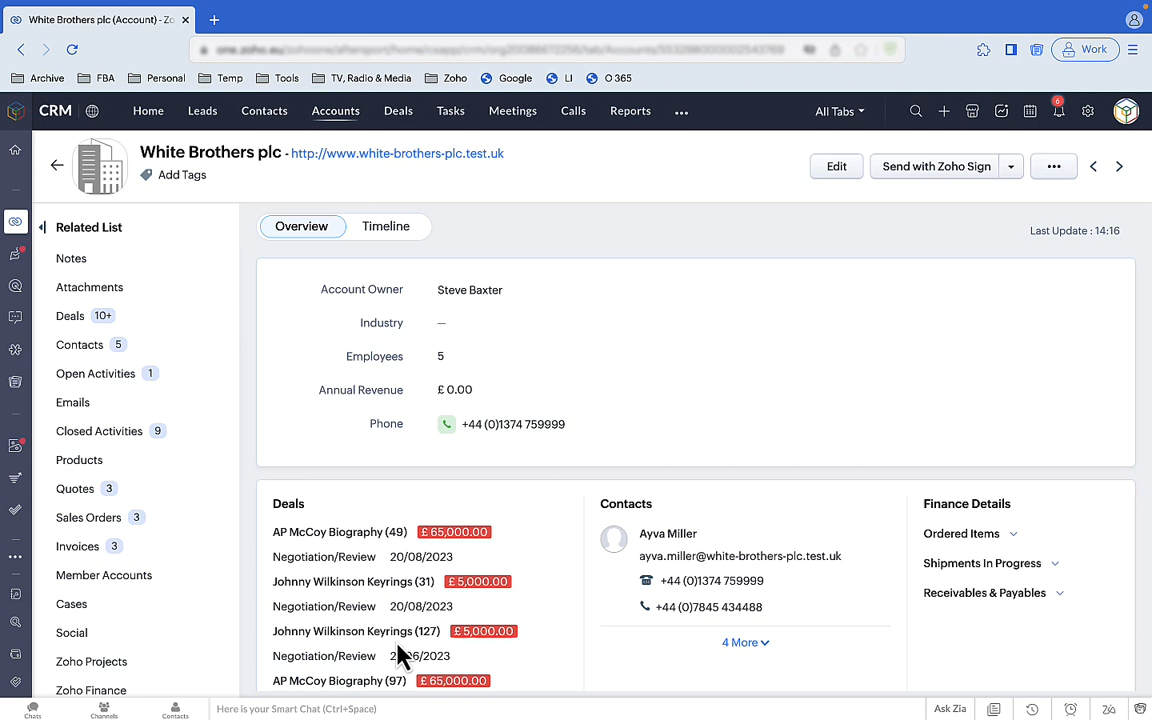 White Brothers plc (Account) - Zo
Work
Archive FBA Personal Temp Tools TV, Radio & Media Zoho Google LI O 365
CRM Home Leads Contacts Accounts Deals Tasks Meetings Calls Reports ... All Tabs 6
White Brothers plc - http://www.white-brothers-plc.test.uk
Add Tags
Edit Send with Zoho Sign ...
Related List
Notes
Attachments
Deals 10+
Contacts 5
Open Activities 1
Emails
Closed Activities 9
Products
Quotes 3
Sales Orders 3
Invoices 3
Member Accounts
Cases
Social
Zoho Projects
Zoho Finance
Overview Timeline
Last Update : 14:16
Account Owner Steve Baxter
Industry —
Employees 5
Annual Revenue £ 0.00
Phone +44 (0)1374 759999
Deals
AP McCoy Biography (49) £ 65,000.00
Negotiation/Review 20/08/2023
Johnny Wilkinson Keyrings (31) £ 5,000.00
Negotiation/Review 20/08/2023
Johnny Wilkinson Keyrings (127) £ 5,000.00
Negotiation/Review
AP McCoy Biography (97) £ 65,000.00
Contacts
Ayva Miller
ayva.miller@white-brothers-plc.test.uk
+44 (0)1374 759999
+44 (0)7845 434488
4 More
Finance Details
Ordered Items
Shipments In Progress
Receivables & Payables
Chats Channels Contacts
Here is your Smart Chat (Ctrl+Space)
Ask Zia